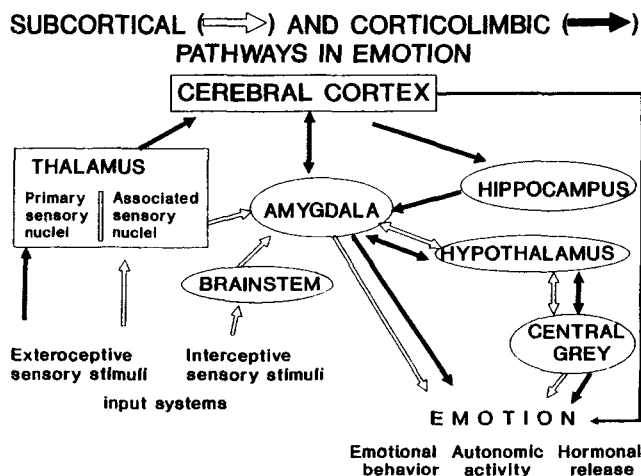 SUBCORTICAL ( ) AND CORTICOLIMBIC ( )
PATHWAYS IN EMOTION
CEREBRAL CORTEX
THALAMUS
Primary
sensory
nuclei
Associated
sensory
nuclei
AMYGDALA
HIPPOCAMPUS
HYPOTHALAMUS
BRAINSTEM
CENTRAL
GREY
Exteroceptive
sensory stimuli
Interceptive
sensory stimuli
input systems
EMOTION
Emotional
behavior
Autonomic
activity
Hormonal
release